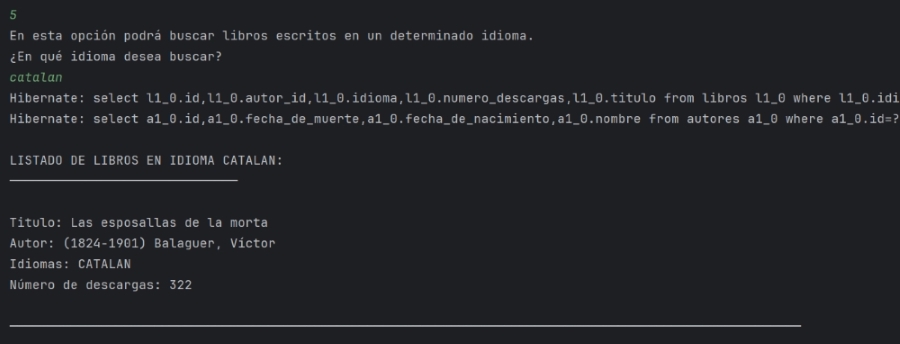 5
En esta opción podrá buscar libros escritos en un determinado idioma.
¿En qué idioma desea buscar?
catalan
Hibernate: select l1_0.id,l1_0.autor_id,l1_0.idioma,l1_0.numero_descargas,l1_0.titulo from libros l1_0 where l1_0.idi
Hibernate: select a1_0.id,a1_0.fecha_de_muerte,a1_0.fecha_de_nacimiento,a1_0.nombre from autores a1_0 where a1_0.id=?
LISTADO DE LIBROS EN IDIOMA CATALAN:
Titulo: Las esposallas de la morta
Autor: (1824-1901) Balaguer, Víctor
Idiomas: CATALAN
Número de descargas: 322